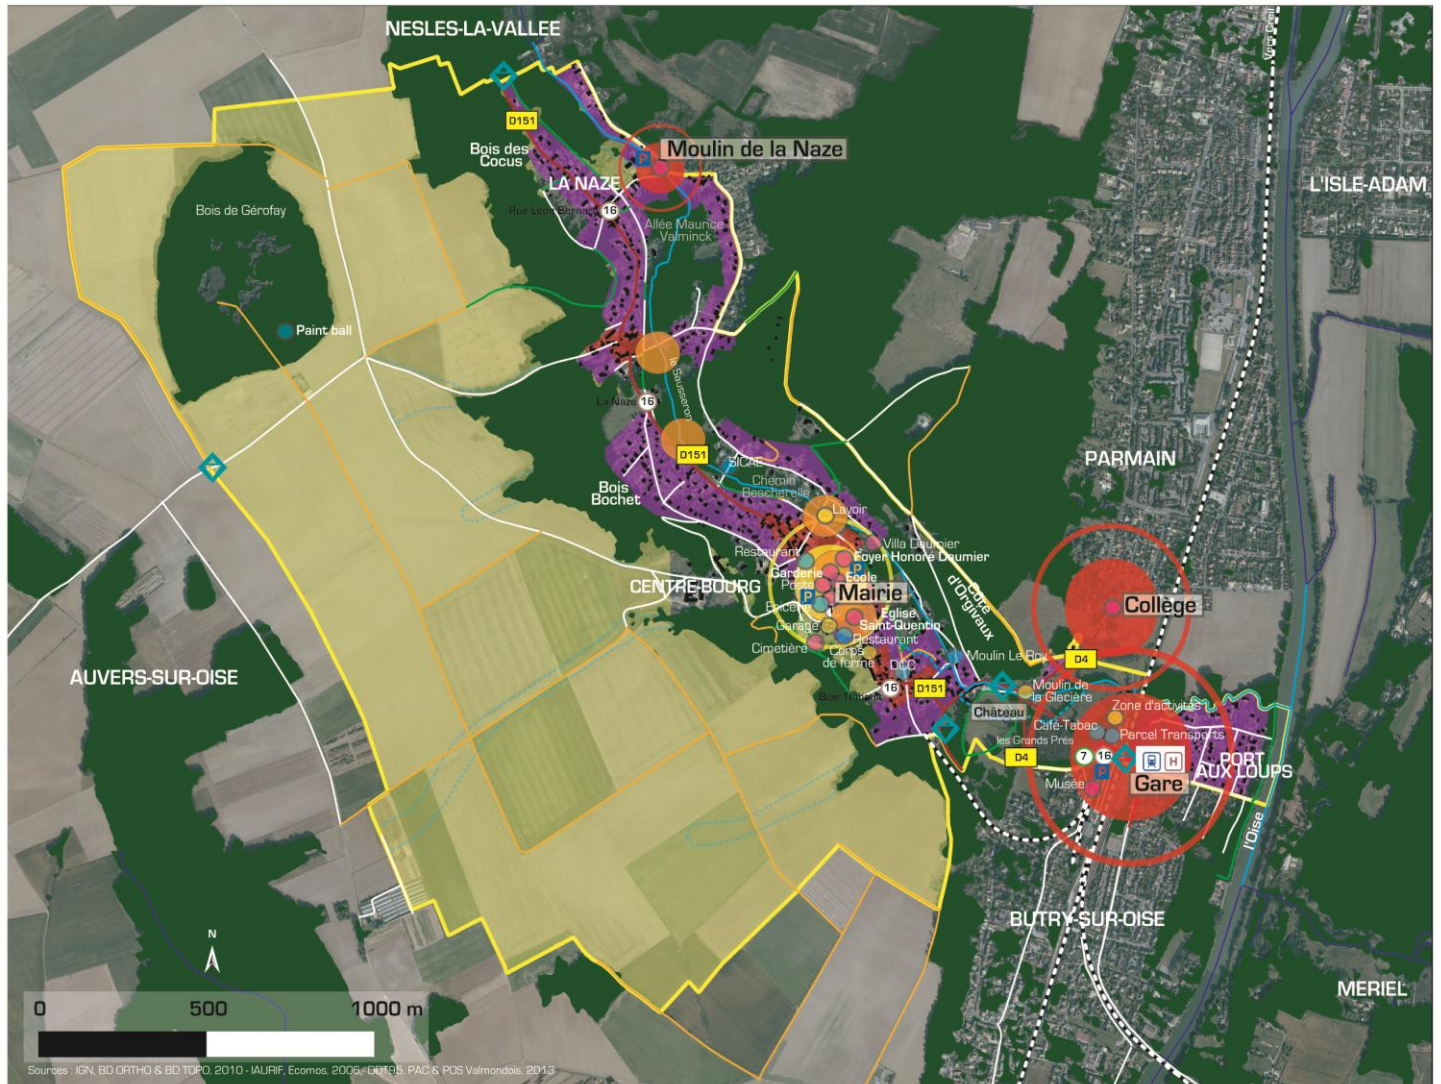 NESLES-LA-VALLEE
Vers Creil
D151
Bois des
Cocus
P
Moulin de la Naze
LA NAZE
L'ISLE-ADAM
Bois de Gérofay
Rue Léon Bernard
16
Allée Maurice
Valminck
Paint ball
le Sausseron
La Naze
16
D151
SICAE
PARMAIN
Chemin
Bescherelle
Bois
Bochet
Lavoir
Restaurant
Villa Daumier
Foyer Honoré Daumier
P
Garderie
Ecole
CENTRE-BOURG
Poste
Mairie
P
Epicerie
Collège
Côte
d'Orgivaux
Eglise
Saint-Quentin
Garage
Restaurant
Cimetière
Corps
de ferme
Moulin Le Roy
D4
DCC
AUVERS-SUR-OISE
16
D151
Moulin de
la Glacière
Château
Zone d'activités
Café-Tabac
Parcel Transports
les Grands Prés
D4
7
16
H
PORT
AUX LOUPS
P
Musée
Gare
l'Oise
BUTRY-SUR-OISE
N
MERIEL
0 500 1000 m
Sources : IGN, BD ORTHO & BD TOPO, 2010 - IAURIF, Ecomos, 2006,- DDT95, PAC & POS Valmondois, 2013